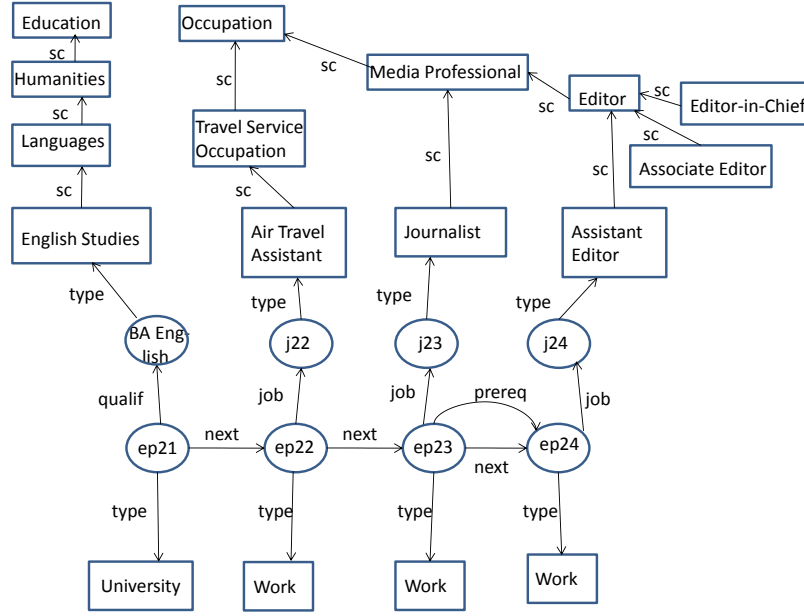 Education
Occupation
sc
sc
sc
Humanities
Media Professional
sc
Editor
sc
Editor-in-Chief
sc
Languages
Travel Service
Occupation
sc
Associate Editor
sc
sc
sc
sc
English Studies
Air Travel
Assistant
Journalist
Assistant
Editor
type
type
type
type
BA Eng-
lish
j22
j23
j24
qualif
job
job
prereq
job
ep21
next
ep22
next
ep23
next
ep24
type
type
type
type
University
Work
Work
Work